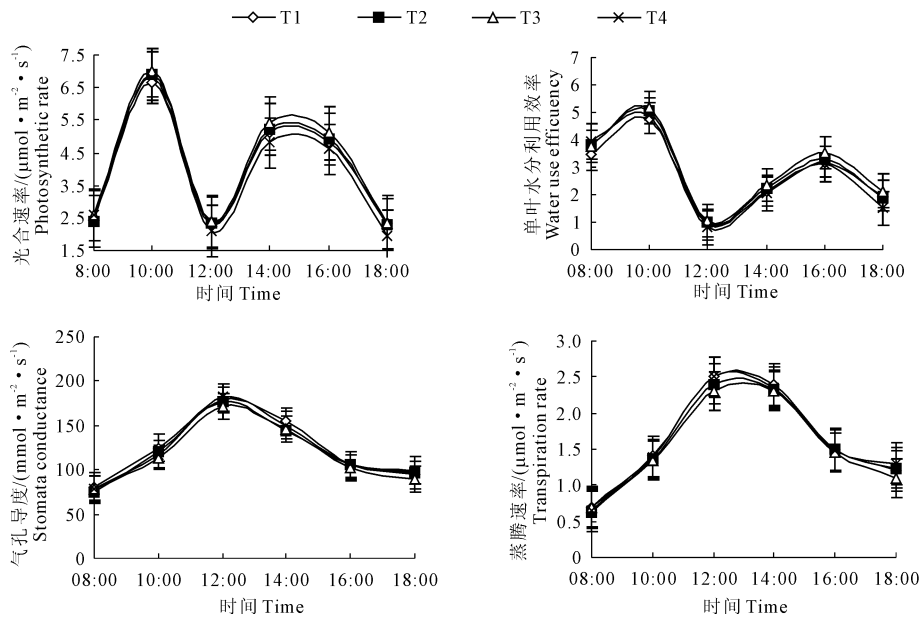 T1 T2 T3 T4
光合速率/(μmol·m⁻²·s⁻¹)
Photosynthetic rate
7.5
6.5
5.5
4.5
3.5
2.5
1.5
8:00 10:00 12:00 14:00 16:00 18:00
时间 Time
单叶水分利用效率
Water use efficuency
7
6
5
4
3
2
1
0
08:00 10:00 12:00 14:00 16:00 18:00
时间 Time
气孔导度/(mmol·m⁻²·s⁻¹)
Stomata conductance
250
200
150
100
50
0
08:00 10:00 12:00 14:00 16:00 18:00
时间 Time
蒸腾速率/(μmol·m⁻²·s⁻¹)
Transpiration rate
3.0
2.5
2.0
1.5
1.0
0.5
0
08:00 10:00 12:00 14:00 16:00 18:00
时间 Time